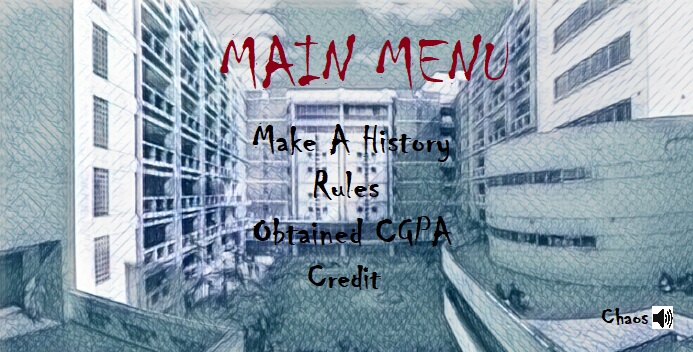 MAIN MENU
Make A History
Rules
Obtained CGPA
Credit
Chaos